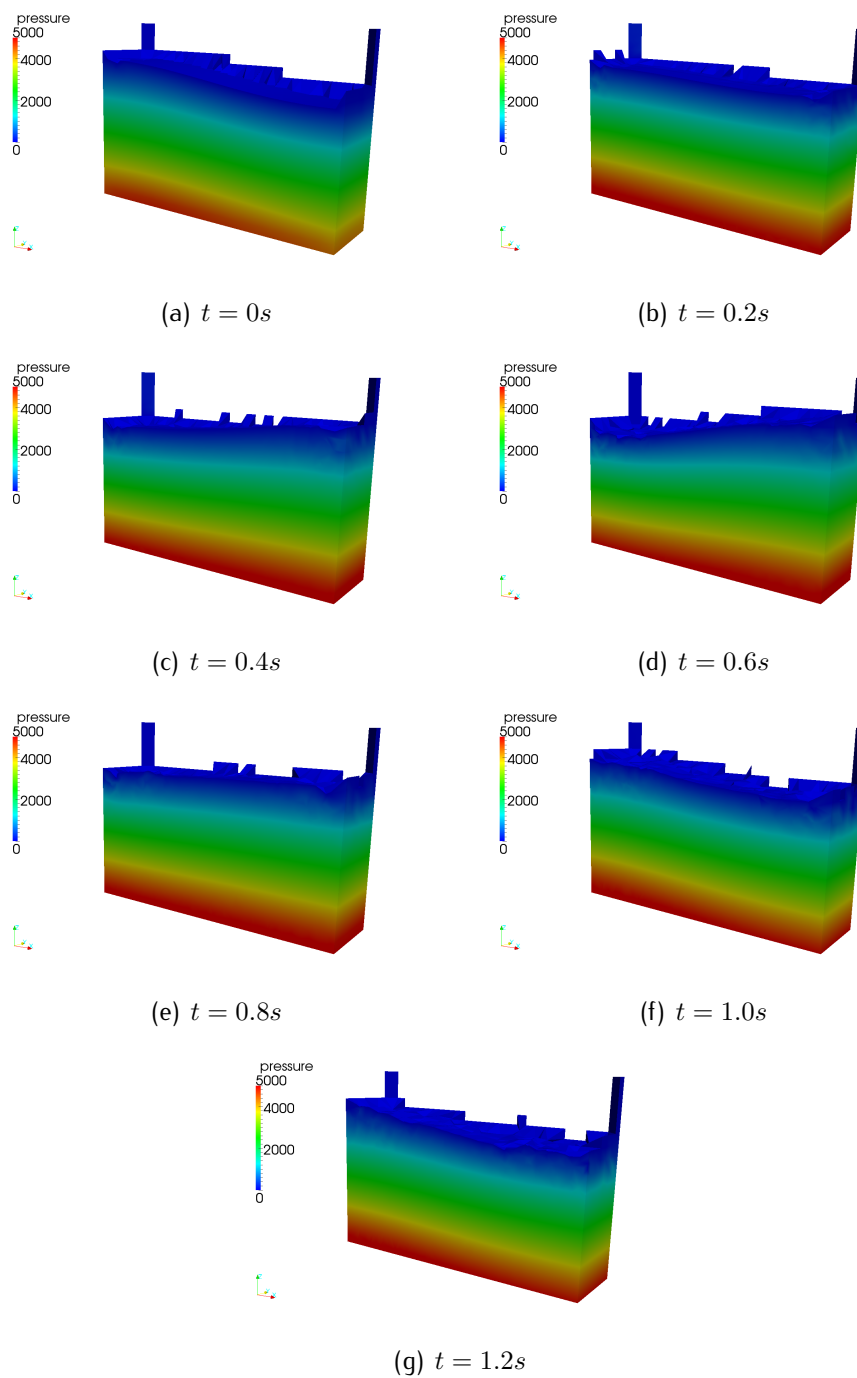 pressure
5000
4000
2000
0
(a) t = 0s
pressure
5000
4000
2000
0
(b) t = 0.2s
pressure
5000
4000
2000
0
(c) t = 0.4s
pressure
5000
4000
2000
0
(d) t = 0.6s
pressure
5000
4000
2000
0
(e) t = 0.8s
pressure
5000
4000
2000
0
(f) t = 1.0s
pressure
5000
4000
2000
0
(g) t = 1.2s